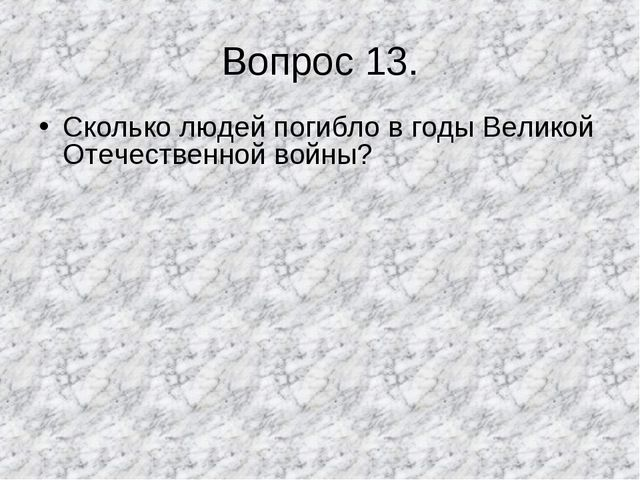 Вопрос 13.
• Сколько людей погибло в годы Великой
Отечественной войны?